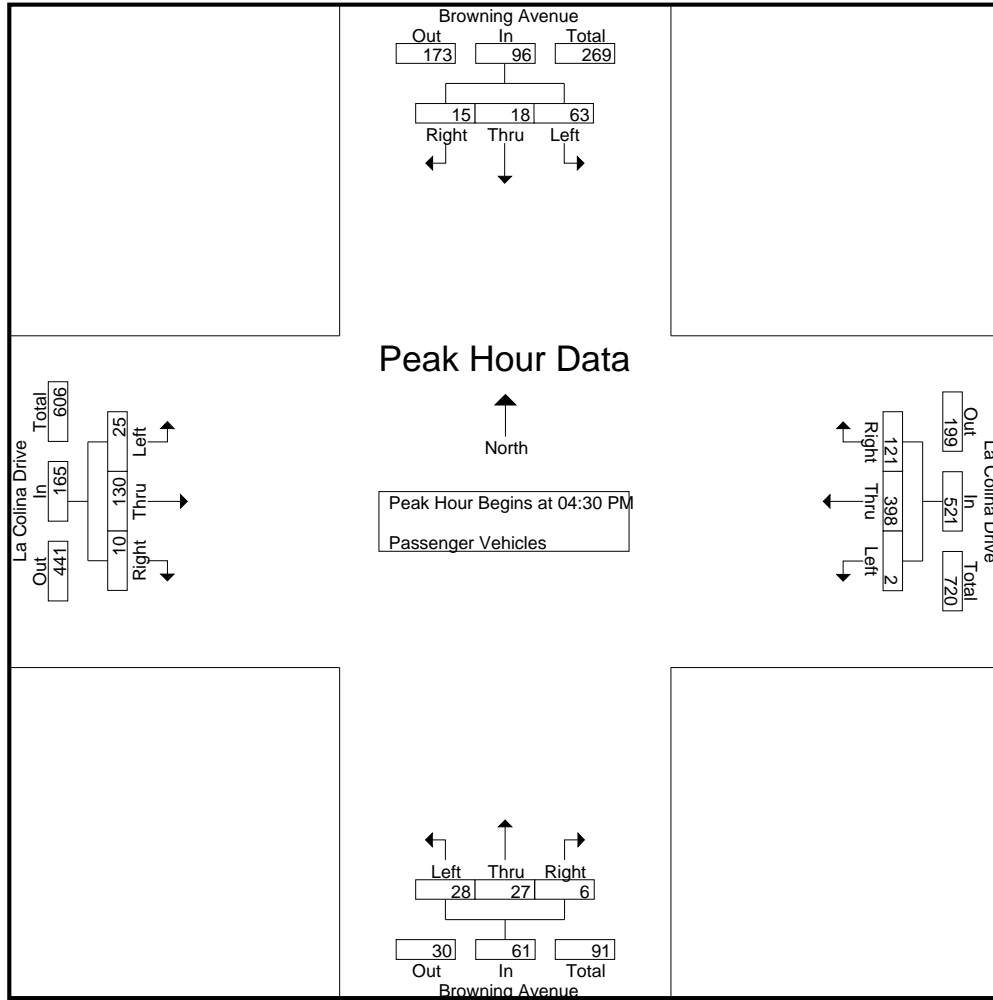 Browning Avenue
Out In Total
173 96 269
15 18 63
Right Thru Left
Peak Hour Data
North
Peak Hour Begins at 04:30 PM
Passenger Vehicles
La Colina Drive
Total In Out
606 165 441
25 130 10
Left Thru Right
La Colina Drive
Out In Total
199 521 720
121 398 2
Right Thru Left
Left Thru Right
28 27 6
30 61 91
Out In Total
Browning Avenue